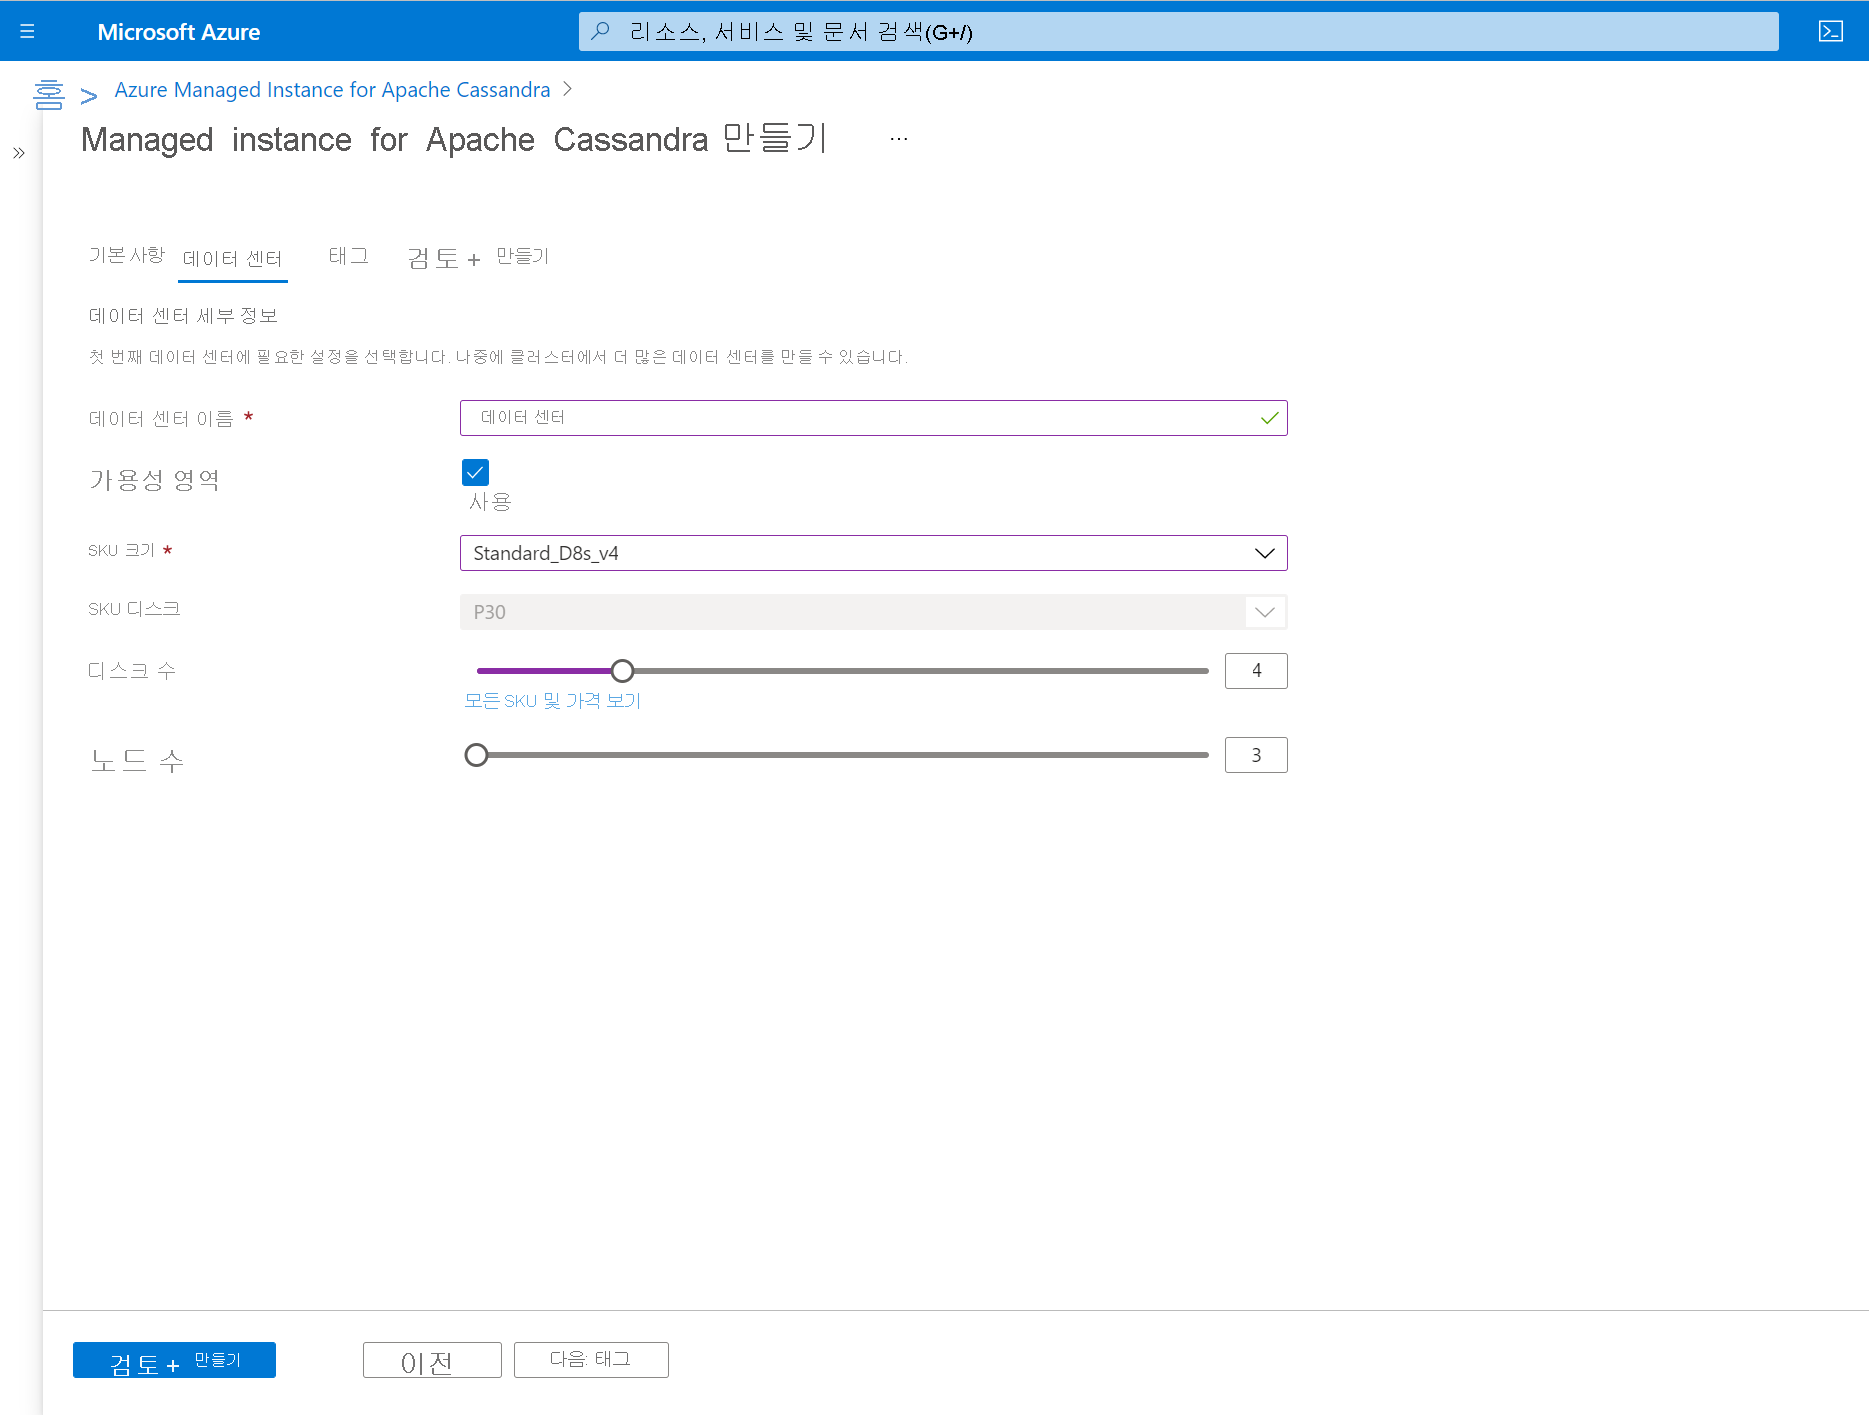 Microsoft Azure
리소스, 서비스 및 문서 검색(G+/)
홈 > Azure Managed Instance for Apache Cassandra >
Managed instance for Apache Cassandra 만들기 ...
기본 사항 데이터 센터 태그 검토 + 만들기
데이터 센터 세부 정보
첫 번째 데이터 센터에 필요한 설정을 선택합니다. 나중에 클러스터에서 더 많은 데이터 센터를 만들 수 있습니다.
데이터 센터 이름 * 데이터 센터
가용성 영역 사용
SKU 크기 * Standard_D8s_v4
SKU 디스크 P30
디스크 수 4
모든 SKU 및 가격 보기
노드 수 3
검토 + 만들기 이전 다음: 태그